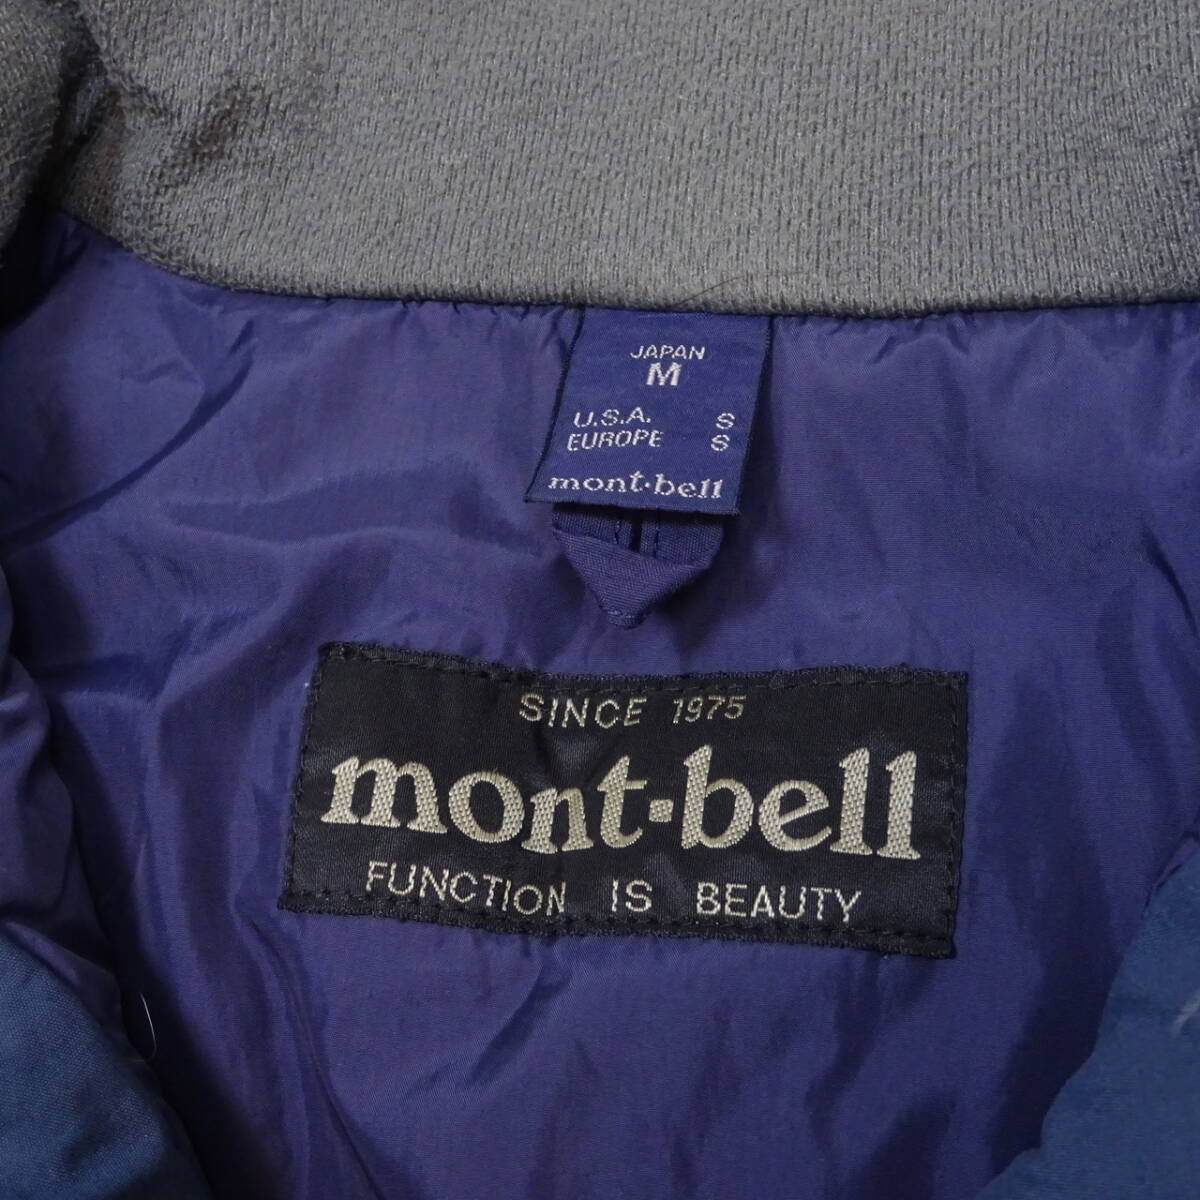 JAPAN
M
U.S.A. S
EUROPE S
mont-bell
SINCE 1975
mont-bell
FUNCTION IS BEAUTY